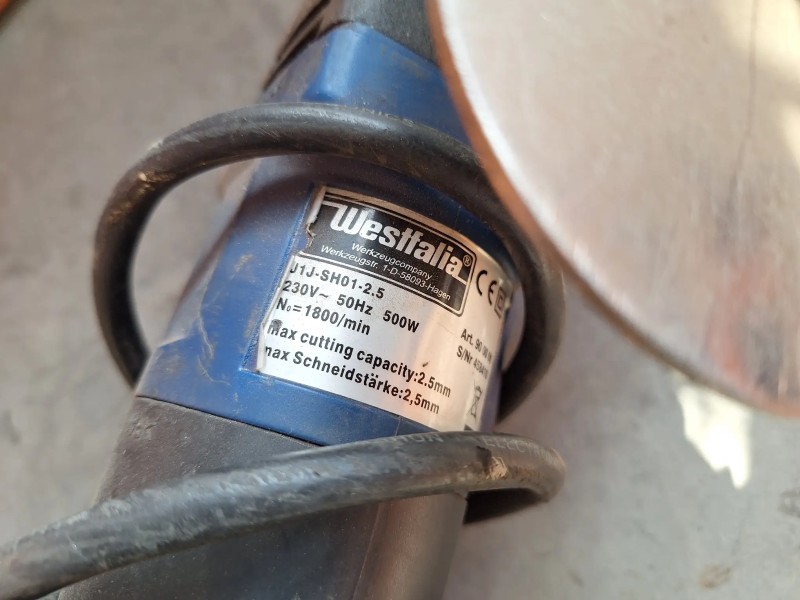 Westfalia®
Werkzeugcompany
Werkzeugstr. 1-D-58093-Hagen
J1J-SH01-2.5
230V~ 50Hz 500W
N₀=1800/min
max cutting capacity:2.5mm
max Schneidstärke:2,5mm
CE
Art.
S/Nr